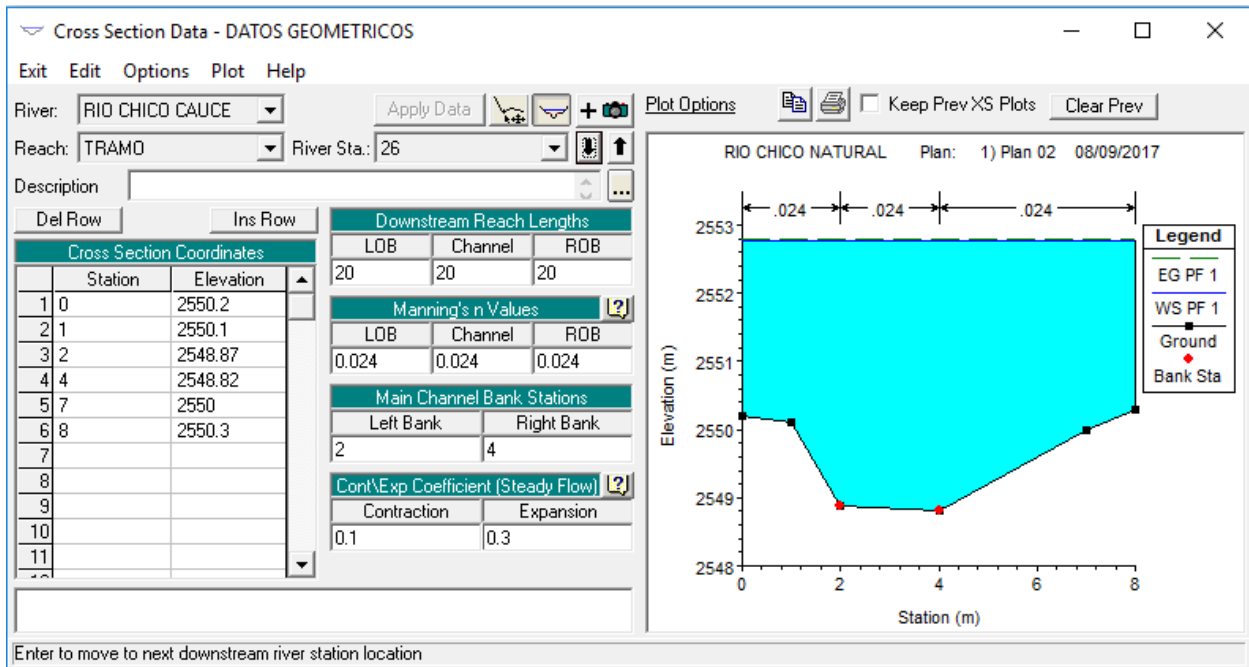 Cross Section Data - DATOS GEOMETRICOS
Exit Edit Options Plot Help
River: RIO CHICO CAUCE Apply Data + Plot Options Keep Prev XS Plots Clear Prev
Reach: TRAMO River Sta.: 26
Description ...
Del Row Ins Row
Cross Section Coordinates
Station Elevation
1 0 2550.2
2 1 2550.1
3 2 2548.87
4 4 2548.82
5 7 2550
6 8 2550.3
7
8
9
10
11
Downstream Reach Lengths
LOB Channel ROB
20 20 20
Manning's n Values ?
LOB Channel ROB
0.024 0.024 0.024
Main Channel Bank Stations
Left Bank Right Bank
2 4
Cont\Exp Coefficient (Steady Flow) ?
Contraction Expansion
0.1 0.3
RIO CHICO NATURAL Plan: 1) Plan 02 08/09/2017
.024 .024 .024
2553
2552
2551
2550
2549
2548
Elevation (m)
0 2 4 6 8
Station (m)
Legend
EG PF 1
WS PF 1
Ground
Bank Sta
Enter to move to next downstream river station location